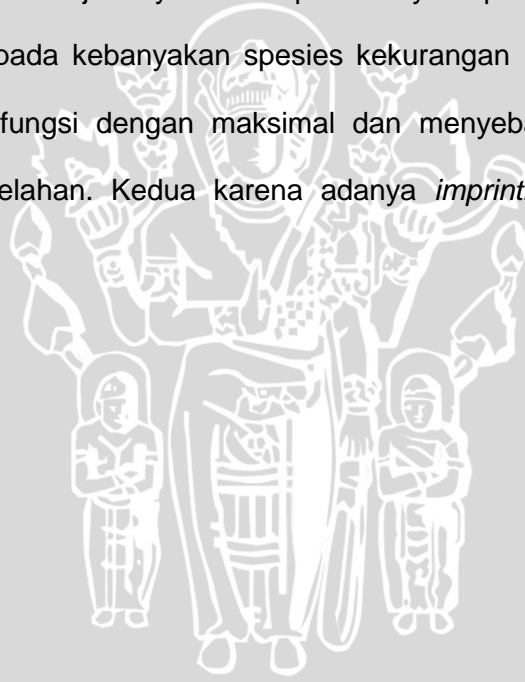 pada kebanyakan spesies kekurangan
fungsi dengan maksimal dan menyeba
elahan. Kedua karena adanya imprint